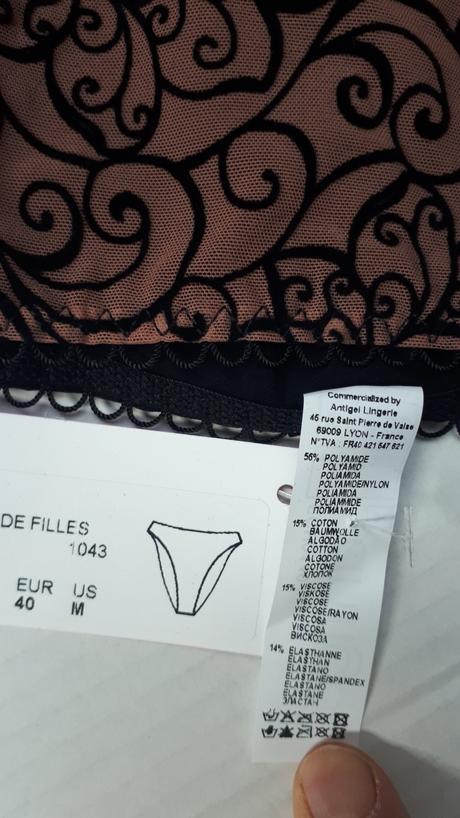 Commercialized by
Antigel Lingerie
45 rue Saint Pierre de Vaise
69009 LYON - France
N°TVA : FR40 421 647 821
56% POLYAMIDE
POLYAMID
POLIAMIDA
POLYAMIDE/NYLON
POLIAMIDA
POLIAMMIDE
ПОЛИАМИД
15% COTON
BAUMWOLLE
ALGODÃO
COTTON
ALGODON
COTONE
ХЛОПОК
15% VISCOSE
VISKOSE
VISCOSE
VISCOSE/RAYON
VISCOSA
VISCOSA
ВИСКОЗА
14% ELASTHANNE
ELASTHAN
ELASTANO
ELASTANE/SPANDEX
ELASTANO
ELASTANE
ЭЛАСТАН
DE FILLES
1043
EUR US
40 M